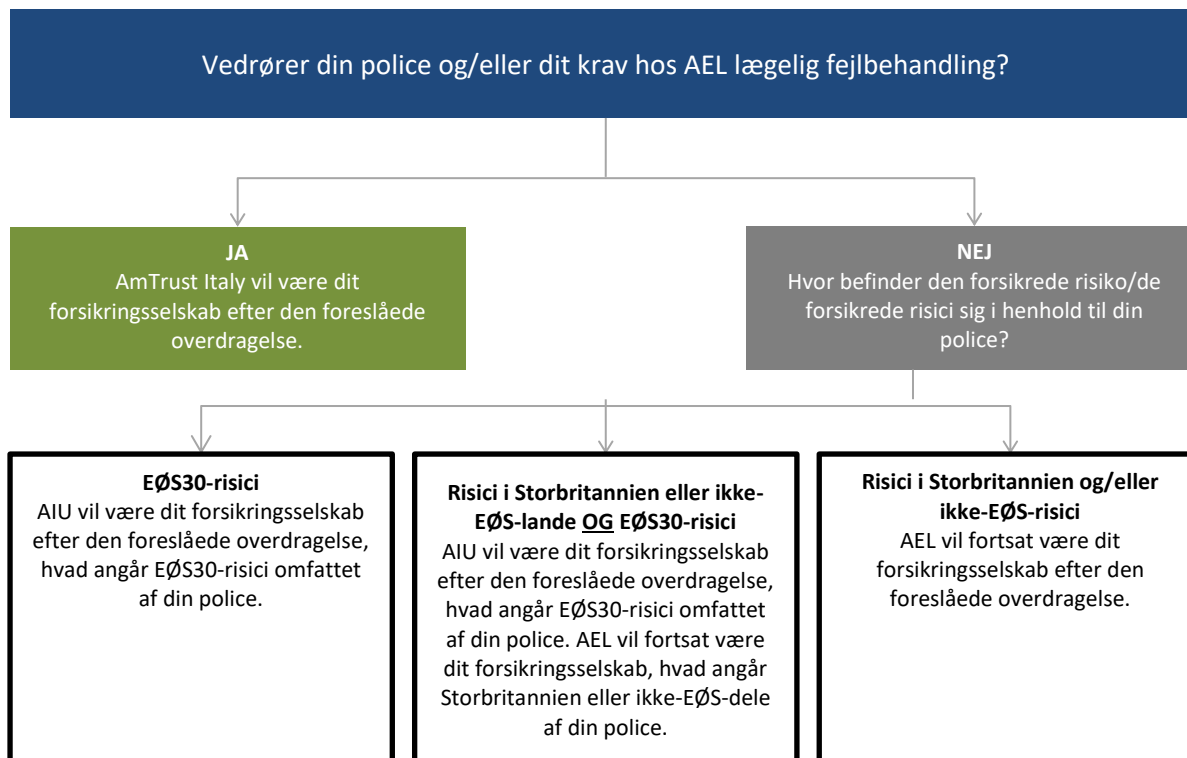 Vedrører din police og/eller dit krav hos AEL lægelig fejlbehandling?
JA
AmTrust Italy vil være dit
forsikringsselskab efter den foreslåede
overdragelse.
NEJ
Hvor befinder den forsikrede risiko/de
forsikrede risici sig i henhold til din
police?
EØS30-risici
AIU vil være dit forsikringsselskab
efter den foreslåede overdragelse,
hvad angår EØS30-risici omfattet
af din police.
Risici i Storbritannien eller ikke-
EØS-lande OG EØS30-risici
AIU vil være dit forsikringsselskab
efter den foreslåede overdragelse,
hvad angår EØS30-risici omfattet
af din police. AEL vil fortsat være
dit forsikringsselskab, hvad angår
Storbritannien eller ikke-EØS-dele
af din police.
Risici i Storbritannien og/eller
ikke-EØS-risici
AEL vil fortsat være dit
forsikringsselskab efter den
foreslåede overdragelse.